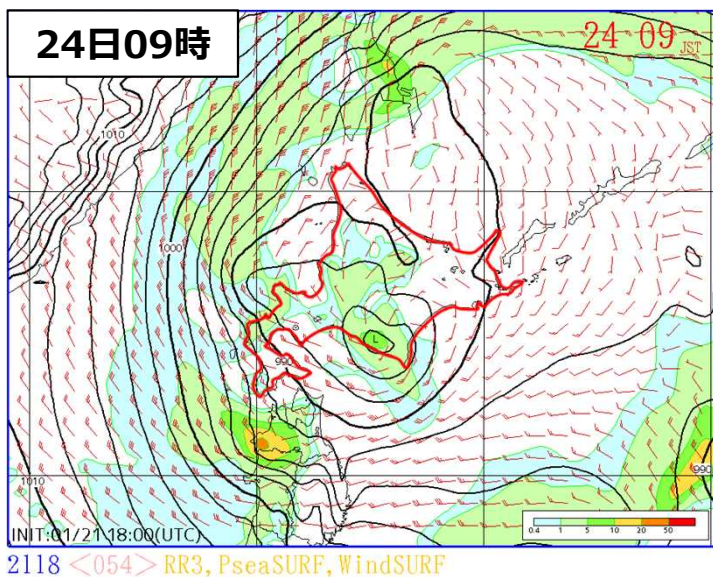 24日09時
24 09 JST
1010
1000
L
990
990
1010
INIT:01/21 18:00(UTC)
0.4 1 5 10 20 50
2118 <054> RR3,PseaSURF,WindSURF